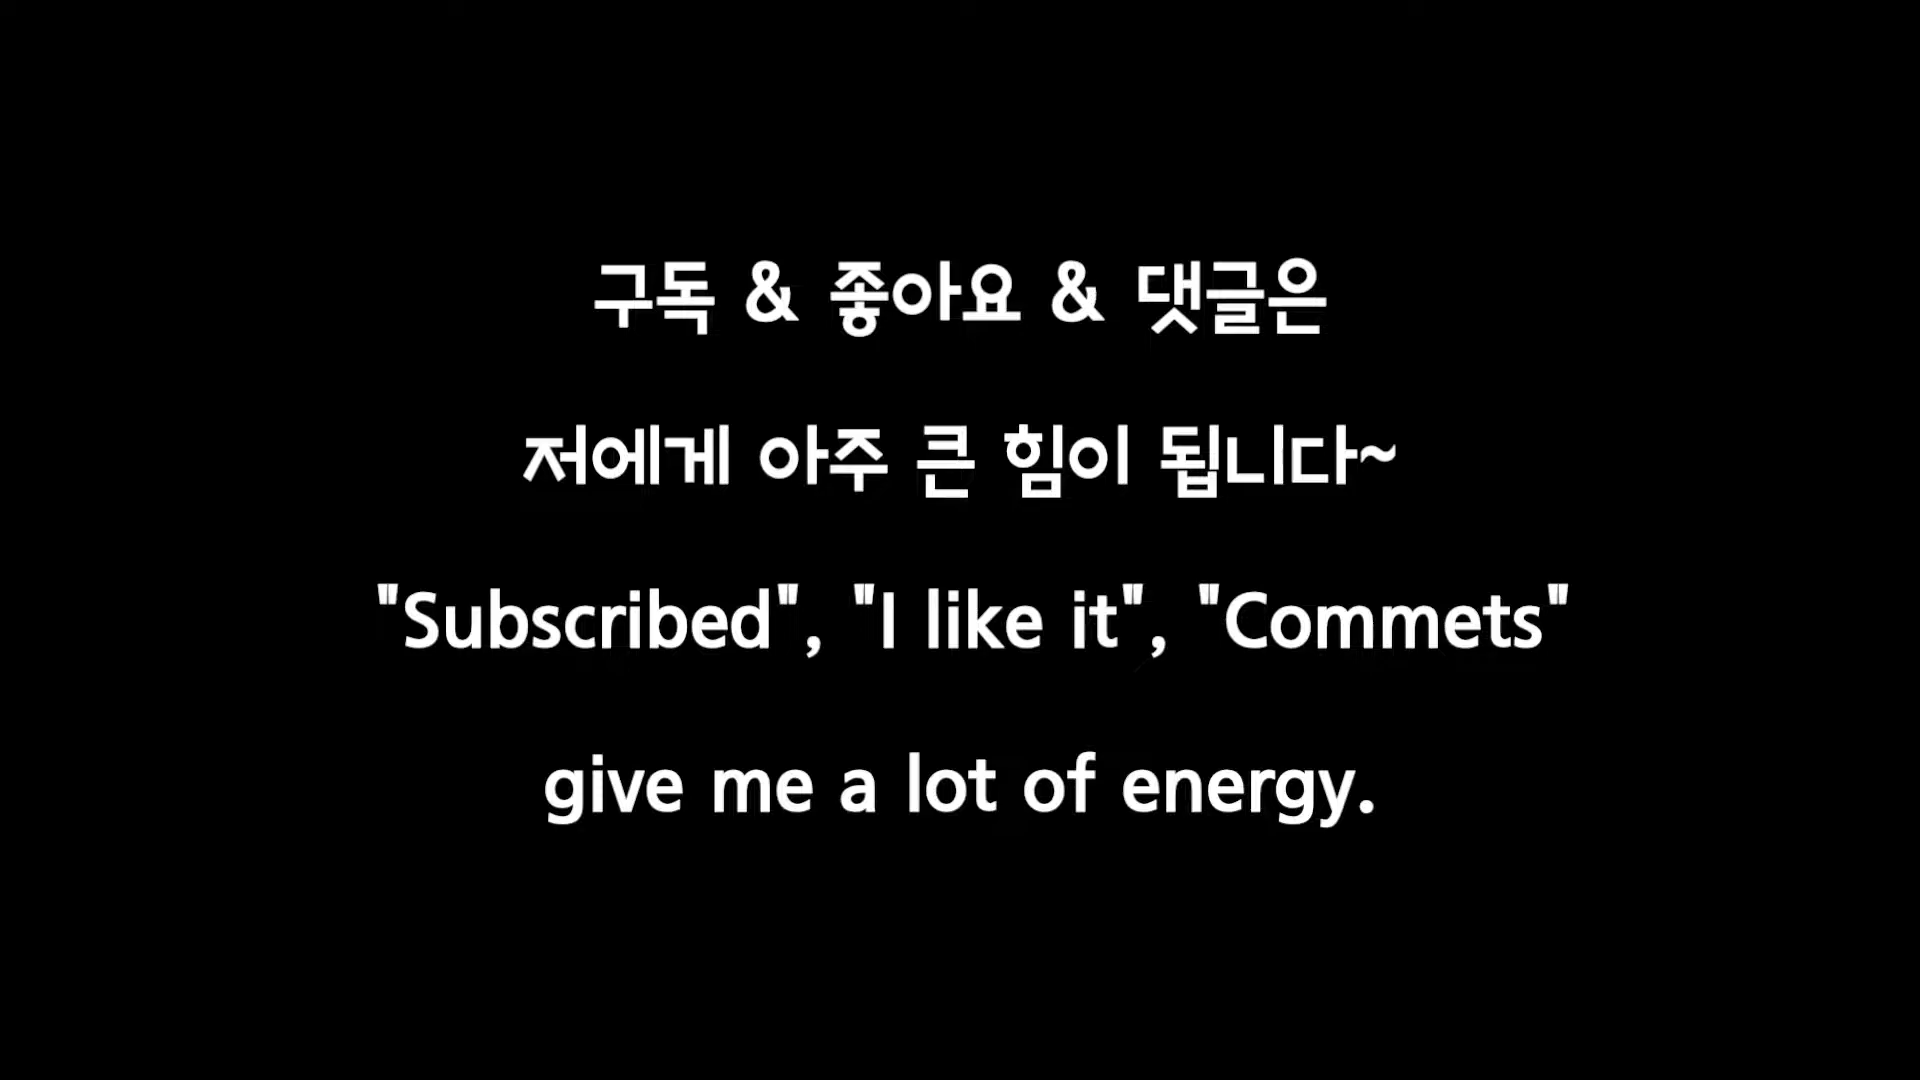 구독 & 좋아요 & 댓글은
저에게 아주 큰 힘이 됩니다~
"Subscribed", "I like it", "Commets"
give me a lot of energy.